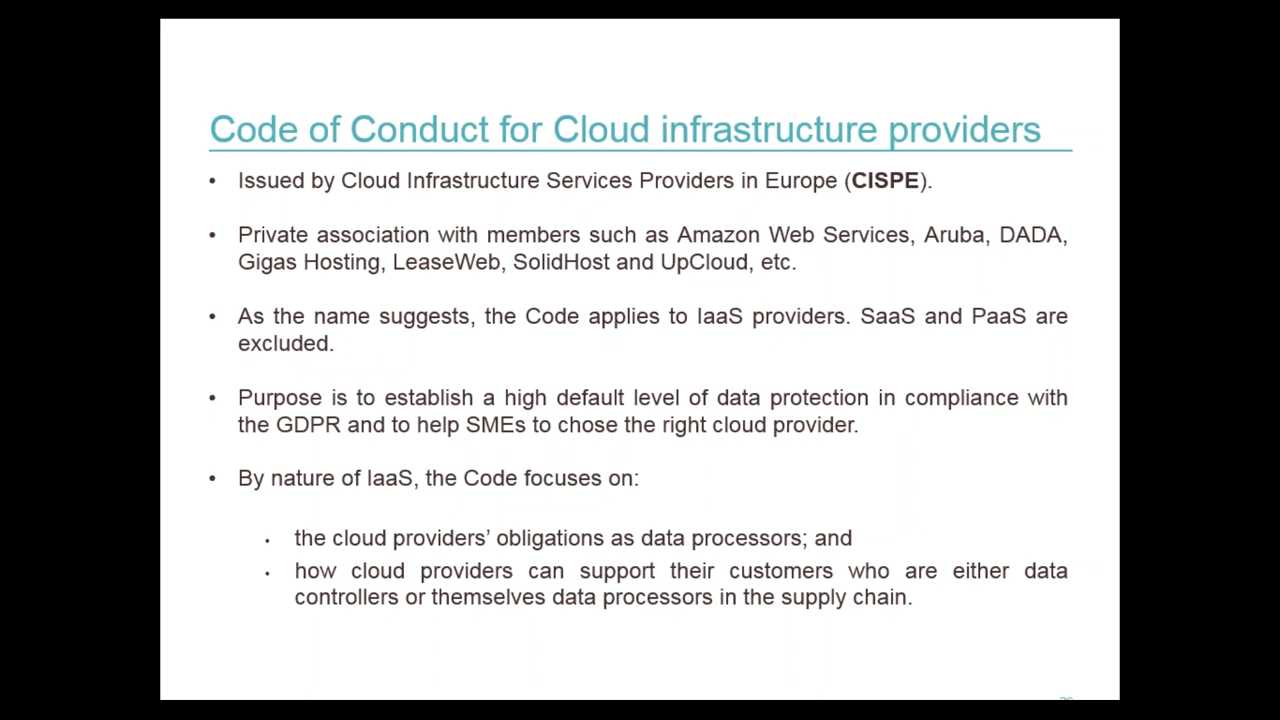 Code of Conduct for Cloud infrastructure providers
• Issued by Cloud Infrastructure Services Providers in Europe (CISPE).
• Private association with members such as Amazon Web Services, Aruba, DADA,
Gigas Hosting, LeaseWeb, SolidHost and UpCloud, etc.
• As the name suggests, the Code applies to IaaS providers. SaaS and PaaS are
excluded.
• Purpose is to establish a high default level of data protection in compliance with
the GDPR and to help SMEs to chose the right cloud provider.
• By nature of IaaS, the Code focuses on:
• the cloud providers’ obligations as data processors; and
• how cloud providers can support their customers who are either data
controllers or themselves data processors in the supply chain.